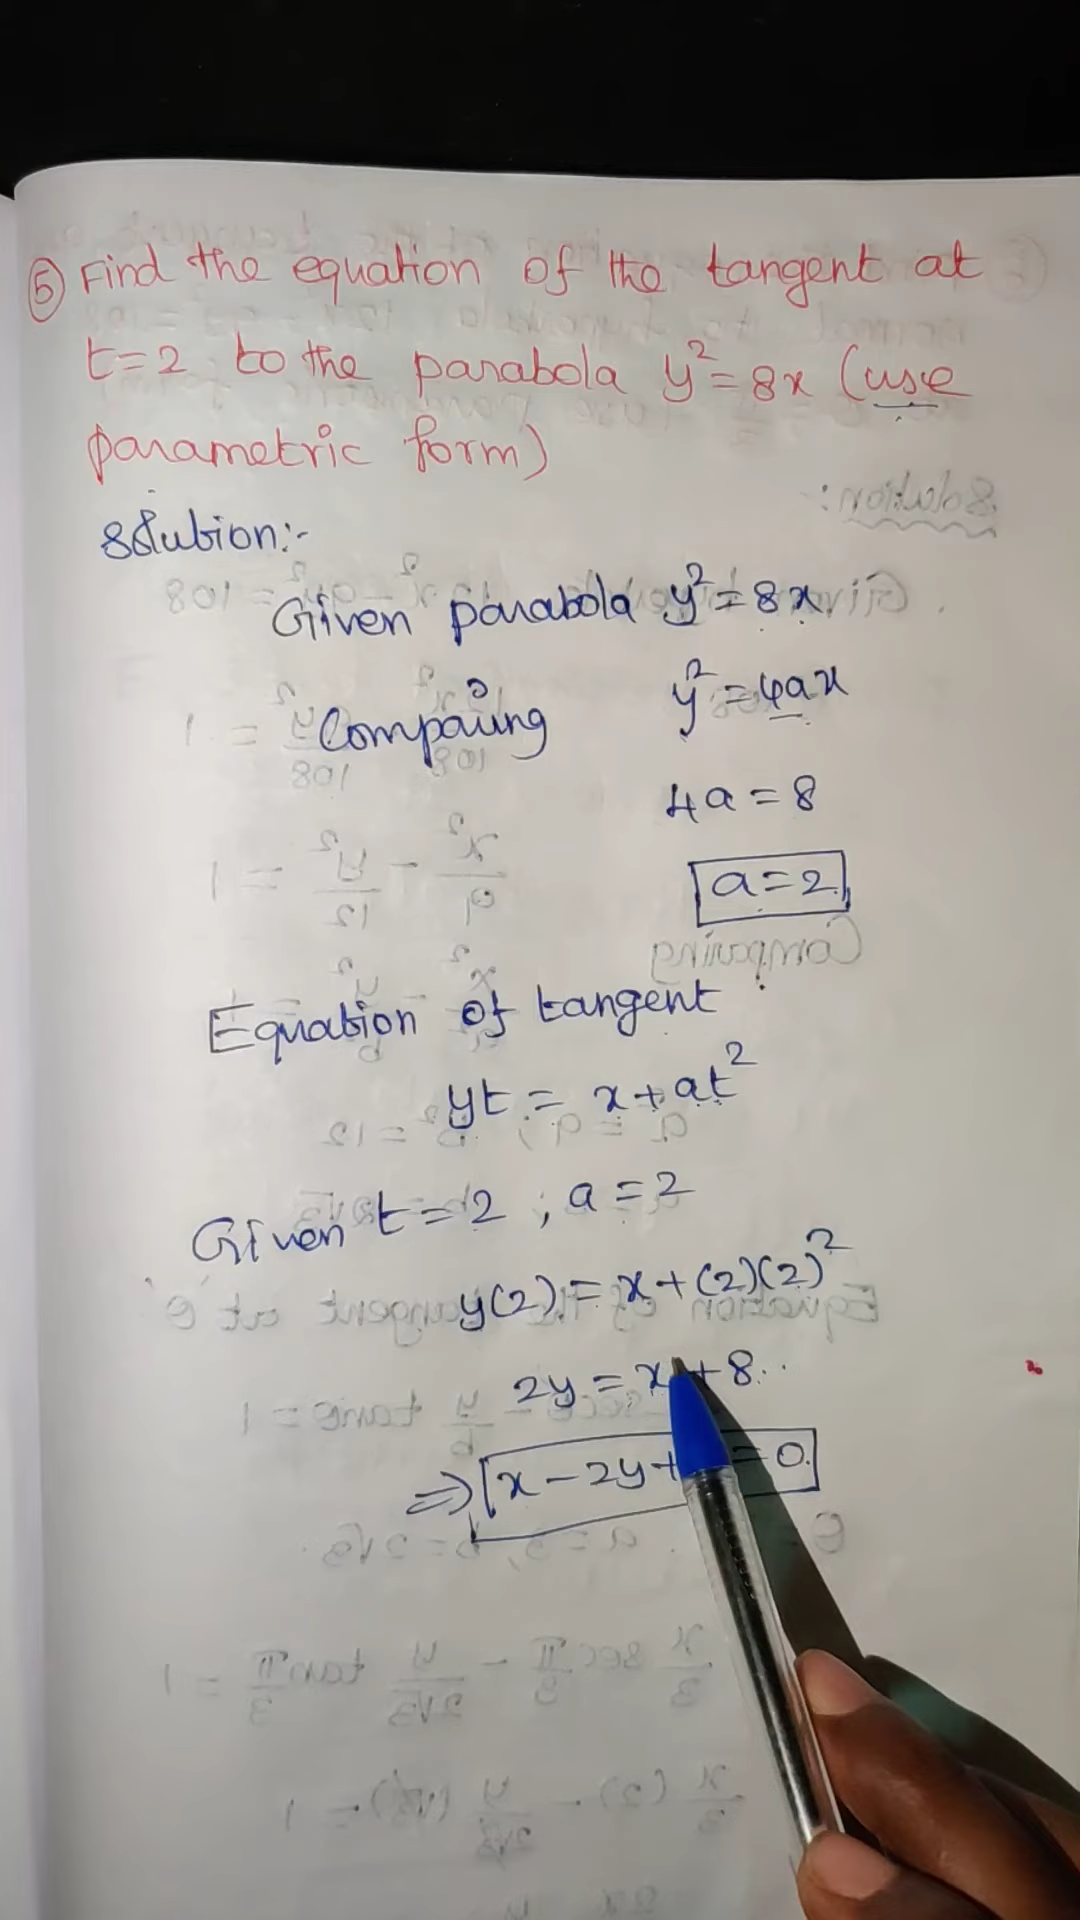 ⑤ Find the equation of the tangent at
t=2 to the parabola y²=8x (use
parametric form)
Solution:-
Given parabola y²=8x
y²=4ax
Comparing
4a=8
a=2
Equation of tangent
yt = x+at²
Given t=2 ; a=2
y(2)=x+(2)(2)²
2y=x+8
⇒ x-2y+ =0